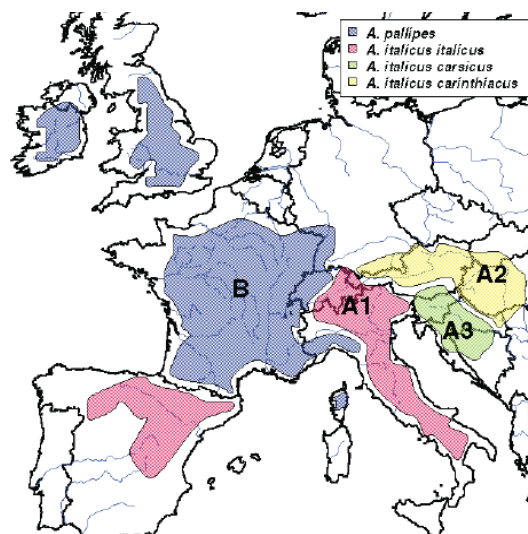 A. pallipes
A. italicus italicus
A. italicus carsicus
A. italicus carinthiacus
B
A1
A2
A3